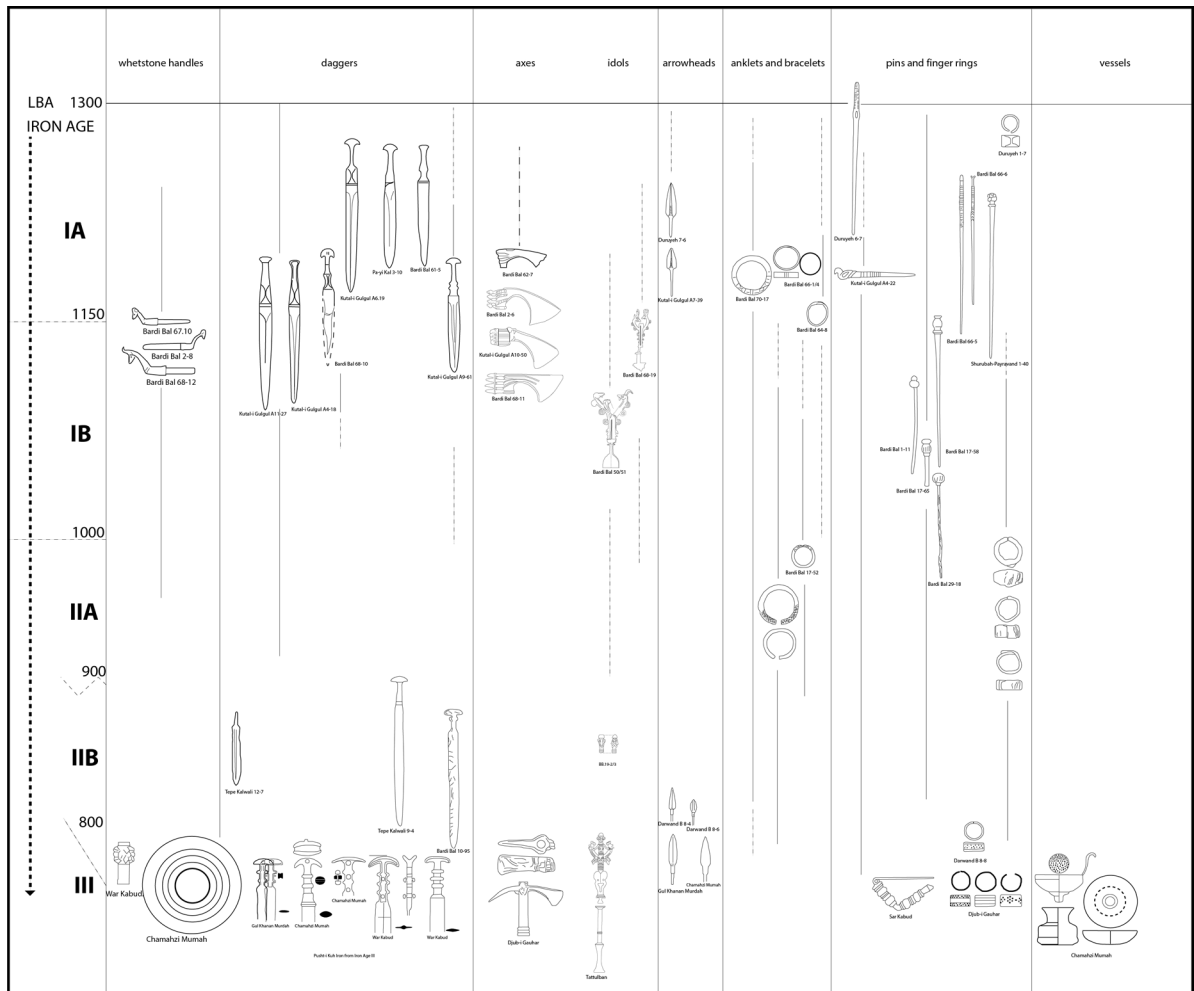 whetstone handles
daggers
axes
idols
arrowheads
anklets and bracelets
pins and finger rings
vessels
LBA 1300
IRON AGE
IA
1150
IB
1000
IIA
900
IIB
800
III
Bardi Bal 67.10
Bardi Bal 2-8
Bardi Bal 68-12
War Kabud
Chamahzi Mumah
Kutal-i Gulgul A6.19
Pa-yi Kal 3-10
Bardi Bal 61-5
Bardi Bal 68-10
Kutal-i Gulgul A9-61
Kutal-i Gulgul A11-27
Kutal-i Gulgul A4-18
Tepe Kalwali 12-7
Tepe Kalwali 9-4
Bardi Bal 10-95
Gul Khanan Murdah
Chamahzi Mumah
Chamahzi Mumah
War Kabud
War Kabud
Pusht-i Kuh Iron from Iron Age III
Bardi Bal 62-7
Bardi Bal 2-6
Kutal-i Gulgul A10-50
Bardi Bal 68-11
Djub-i Gauhar
Bardi Bal 68-19
Bardi Bal 50/51
Tattulban
Duruyeh 7-6
Kutal-i Gulgul A7-39
Darwand B 8-4
Darwand B 8-6
Gul Khanan Murdah
Chamahzi Mumah
Bardi Bal 70-17
Bardi Bal 66-1/4
Bardi Bal 64-8
Bardi Bal 17-52
Duruyeh 6-7
Kutal-i Gulgul A4-22
Duruyeh 1-7
Bardi Bal 66-6
Bardi Bal 66-5
Shurabah-Payravand 1-40
Bardi Bal 1-11
Bardi Bal 17-58
Bardi Bal 17-65
Bardi Bal 29-18
Darwand B 8-8
Sar Kabud
Djub-i Gauhar
Chamahzi Mumah